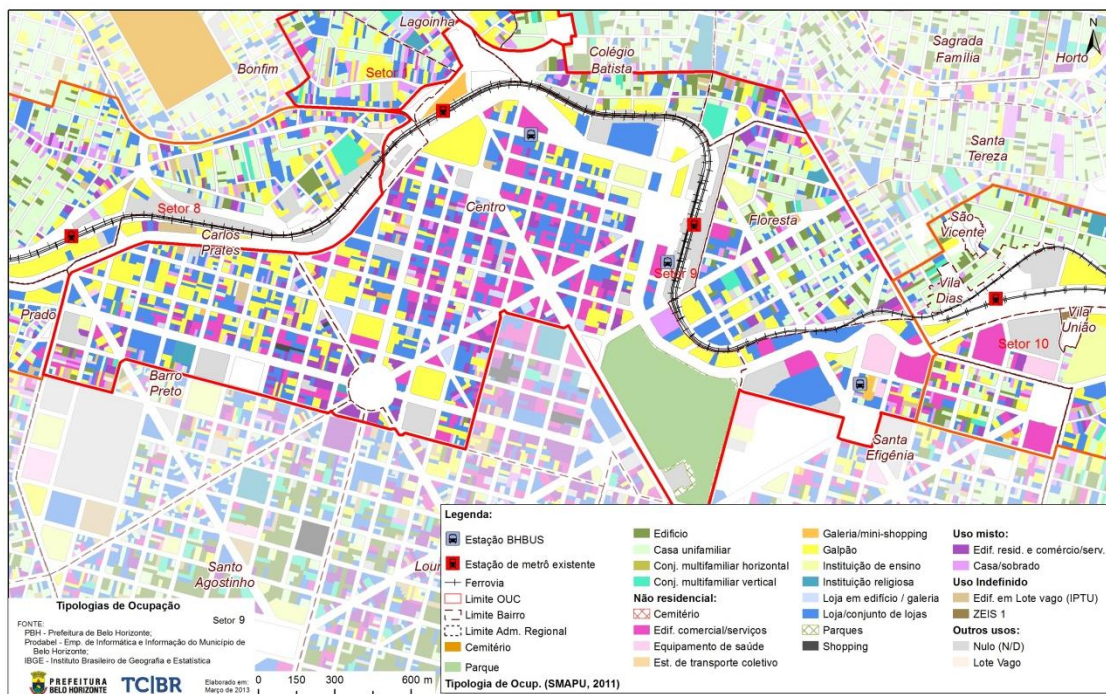 Lagoinha
Bonfim
Setor
Colégio
Batista
Sagrada
Família
Horto
N
Santa
Tereza
Centro
Floresta
Setor 8
Carlos
Prates
São
Vicente
Setor 9
Vila
Dias
Prado
Vila
União
Setor 10
Barro
Preto
Santa
Efigênia
Santo
Agostinho
Legenda:
Estação BHBUS
Estação de metrô existente
Ferrovia
Limite OUC
Limite Bairro
Limite Adm. Regional
Cemitério
Parque
Tipologia de Ocup. (SMAPU, 2011)
Edificio
Casa unifamiliar
Conj. multifamiliar horizontal
Conj. multifamiliar vertical
Não residencial:
Cemitério
Edif. comercial/serviços
Equipamento de saúde
Est. de transporte coletivo
Galeria/mini-shopping
Galpão
Instituição de ensino
Instituição religiosa
Loja em edifício / galeria
Loja/conjunto de lojas
Parques
Shopping
Uso misto:
Edif. resid. e comércio/serv.
Casa/sobrado
Uso Indefinido
Edif. em Lote vago (IPTU)
ZEIS 1
Outros usos:
Nulo (N/D)
Lote Vago
Tipologias de Ocupação
Setor 9
FONTE:
PBH - Prefeitura de Belo Horizonte;
Prodabel - Emp. de Informática e Informação do Município de
Belo Horizonte;
IBGE - Instituto Brasileiro de Geografia e Estatística
PREFEITURA
BELO HORIZONTE
TC|BR
Elaborado em:
Março de 2013
0 150 300 600 m